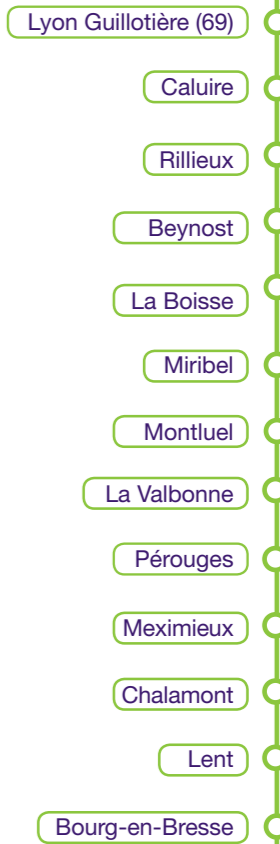 Lyon Guillotière (69)
Caluire
Rillieux
Beynost
La Boisse
Miribel
Montluel
La Valbonne
Pérouges
Meximieux
Chalamont
Lent
Bourg-en-Bresse